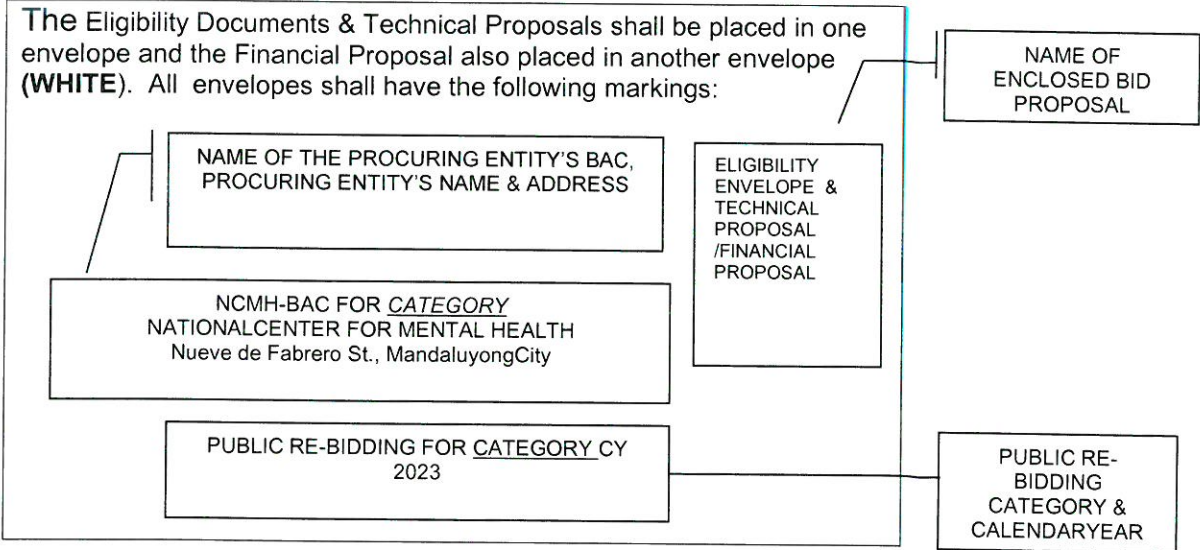 The Eligibility Documents & Technical Proposals shall be placed in one
envelope and the Financial Proposal also placed in another envelope
(WHITE). All envelopes shall have the following markings:
NAME OF
ENCLOSED BID
PROPOSAL
NAME OF THE PROCURING ENTITY'S BAC,
PROCURING ENTITY'S NAME & ADDRESS
ELIGIBILITY
ENVELOPE &
TECHNICAL
PROPOSAL
/FINANCIAL
PROPOSAL
NCMH-BAC FOR CATEGORY
NATIONALCENTER FOR MENTAL HEALTH
Nueve de Fabrero St., MandaluyongCity
PUBLIC RE-BIDDING FOR CATEGORY CY
2023
PUBLIC RE-
BIDDING
CATEGORY &
CALENDARYEAR